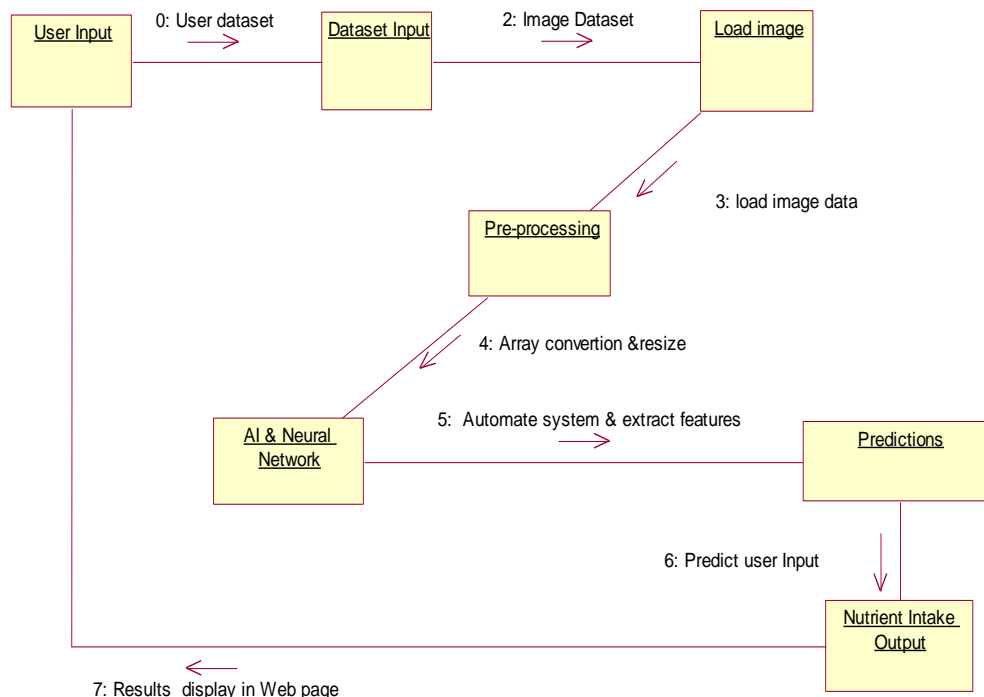 User Input
0: User dataset
Dataset Input
2: Image Dataset
Load image
3: load image data
Pre-processing
4: Array convertion &resize
AI & Neural
Network
5:  Automate system & extract features
Predictions
6: Predict user Input
Nutrient Intake
Output
7: Results  display in Web page